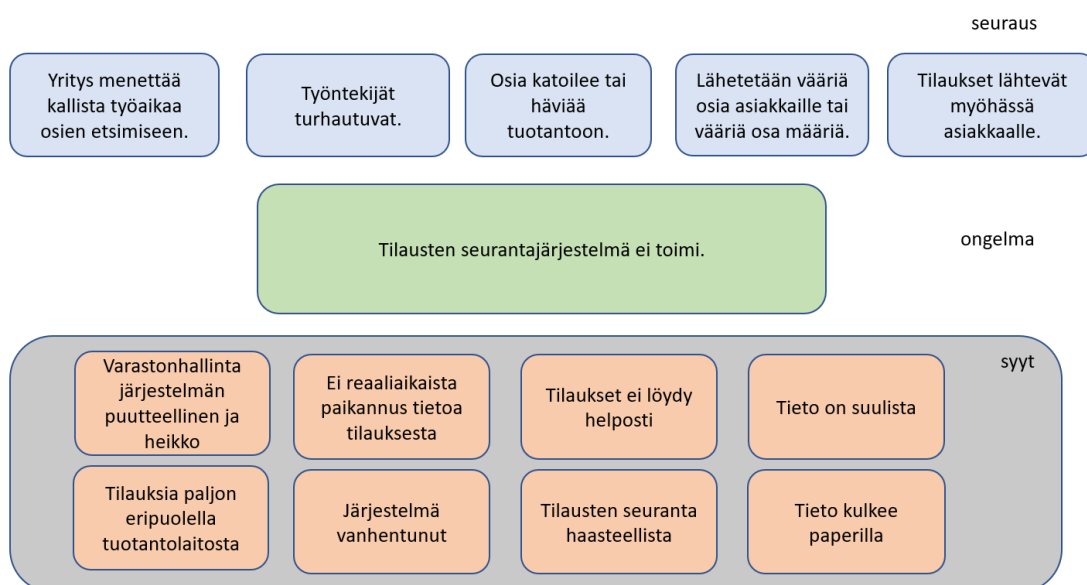 seuraus
Yritys menettää
kallista työaikaa
osien etsimiseen.
Työntekijät
turhautuvat.
Osia katoilee tai
häviää
tuotantoon.
Lähetetään vääriä
osia asiakkaille tai
vääriä osa määriä.
Tilaukset lähtevät
myöhässä
asiakkaalle.
Tilausten seurantajärjestelmä ei toimi.
ongelma
syyt
Varastonhallinta
järjestelmän
puutteellinen ja
heikko
Ei reaaliaikaista
paikannus tietoa
tilauksesta
Tilaukset ei löydy
helposti
Tieto on suulista
Tilauksia paljon
eripuolella
tuotantolaitosta
Järjestelmä
vanhentunut
Tilausten seuranta
haasteellista
Tieto kulkee
paperilla